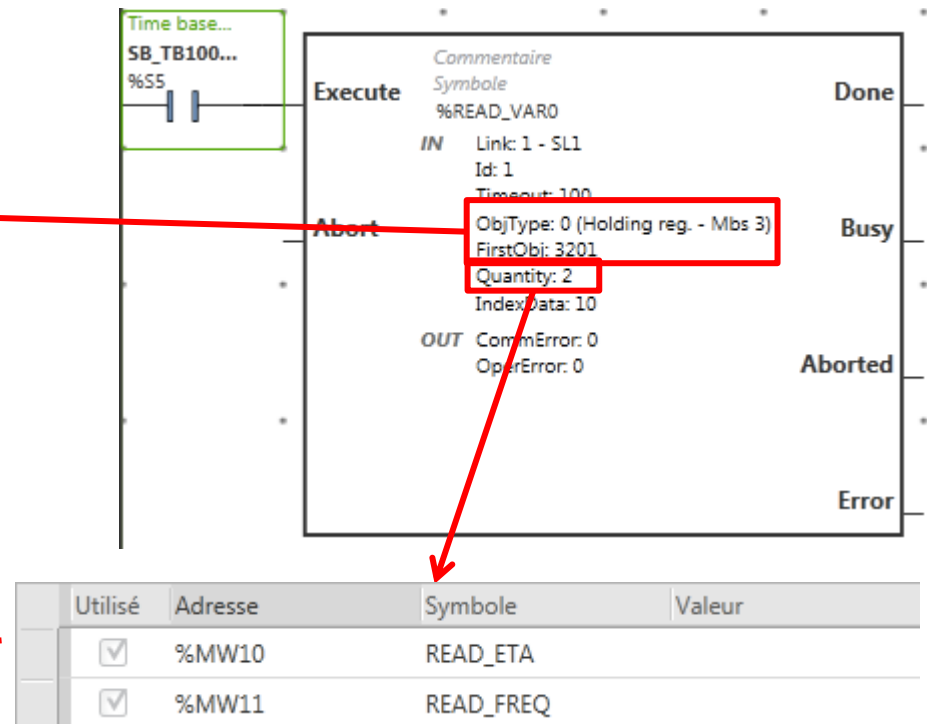 Time base...
SB_TB100...
%S5
Commentaire
Symbole
%READ_VAR0
Execute
Done
IN Link: 1 - SL1
Id: 1
Timeout: 100
Abort
ObjType: 0 (Holding reg. - Mbs 3)
Busy
FirstObj: 3201
Quantity: 2
IndexData: 10
OUT CommError: 0
OperError: 0
Aborted
Error
Utilisé Adresse Symbole Valeur
%MW10 READ_ETA
%MW11 READ_FREQ